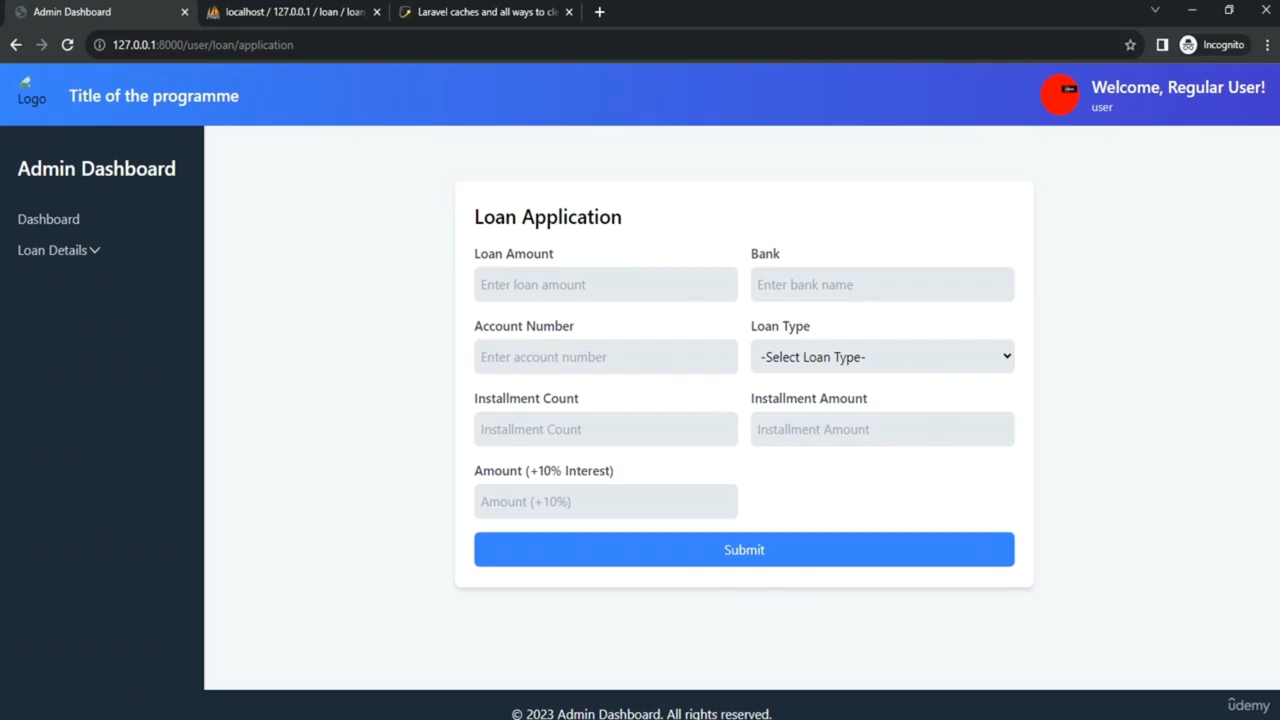 Admin Dashboard
localhost / 127.0.0.1 / loan / loan
Laravel caches and all ways to cle
127.0.0.1:8000/user/loan/application
Incognito
Logo
Title of the programme
Welcome, Regular User!
user
Admin Dashboard
Dashboard
Loan Details
Loan Application
Loan Amount
Bank
Enter loan amount
Enter bank name
Account Number
Loan Type
Enter account number
-Select Loan Type-
Installment Count
Installment Amount
Installment Count
Installment Amount
Amount (+10% Interest)
Amount (+10%)
Submit
© 2023 Admin Dashboard. All rights reserved.
ûdemy